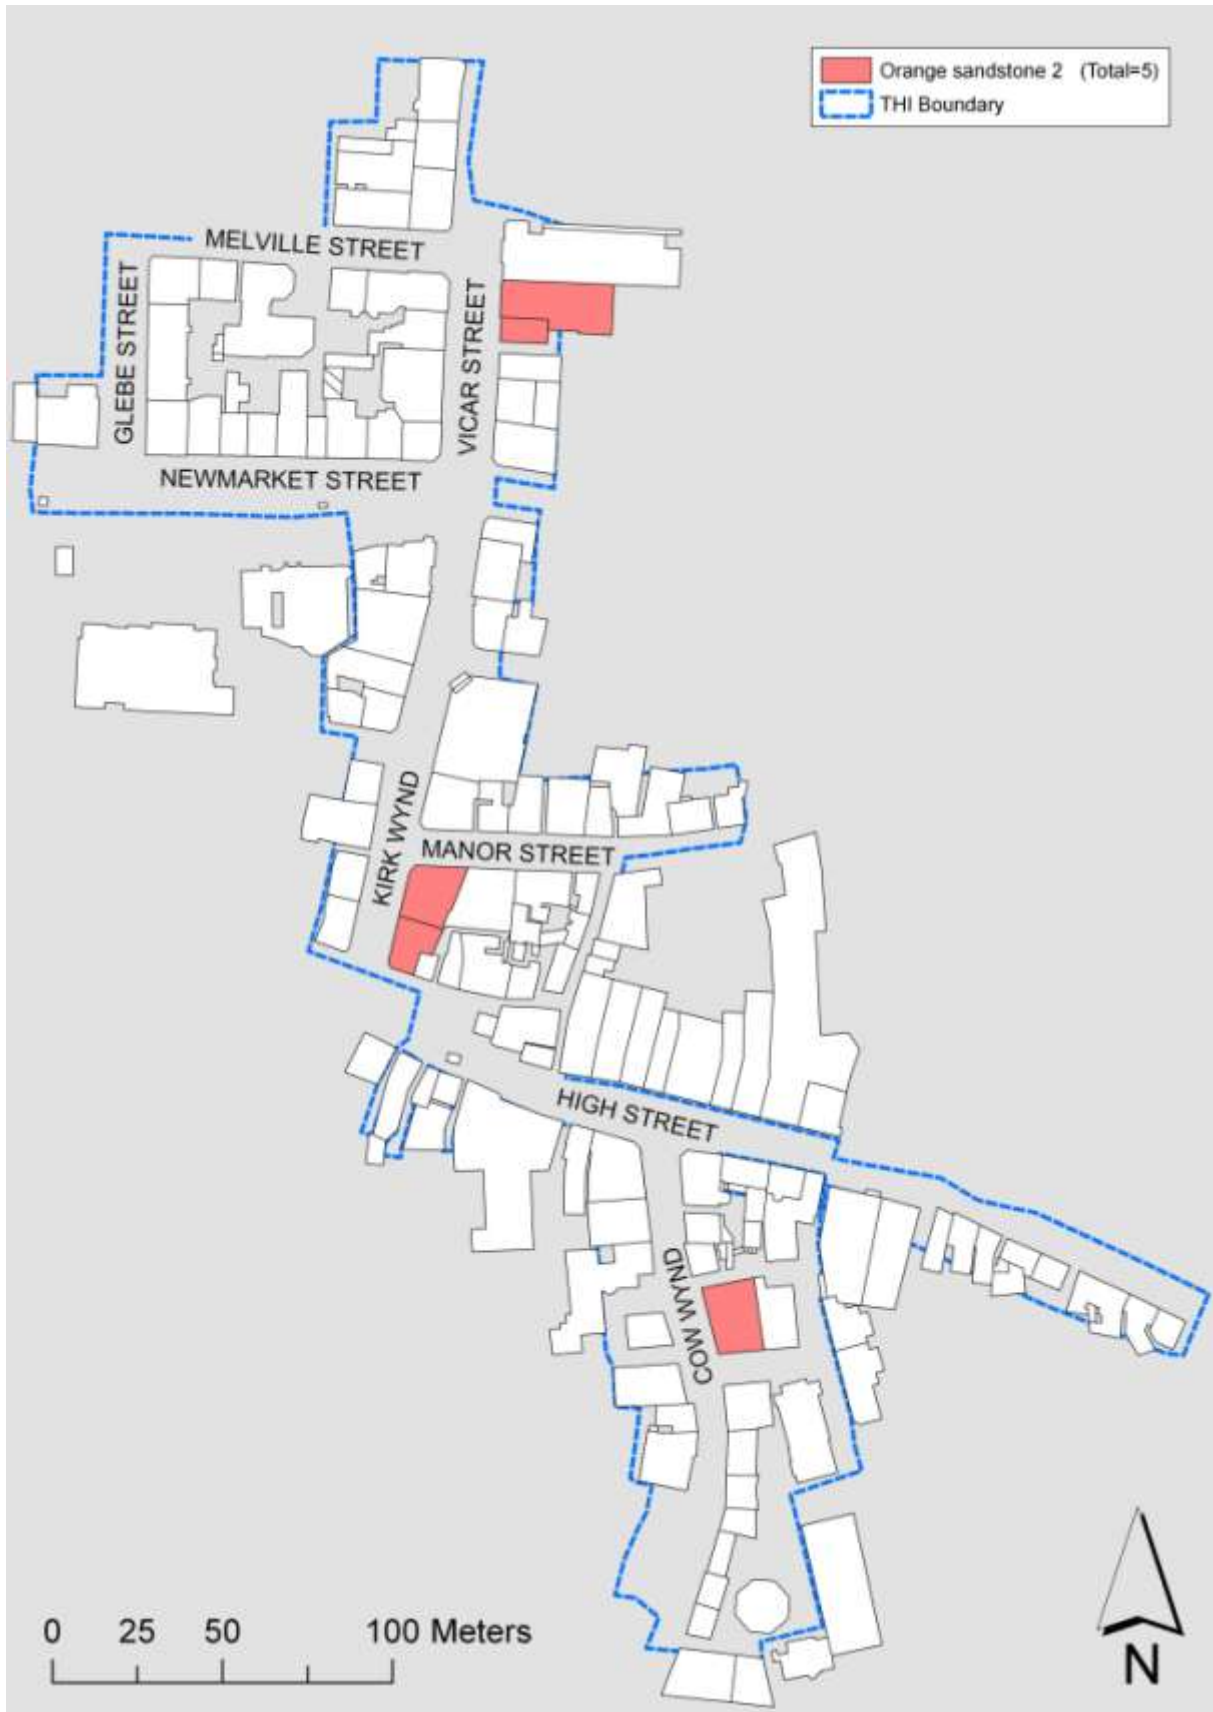 Orange sandstone 2 (Total=5)
THI Boundary
MELVILLE STREET
GLEBE STREET
VICAR STREET
NEWMARKET STREET
KIRK WYND
MANOR STREET
HIGH STREET
COW WYND
0 25 50 100 Meters
N